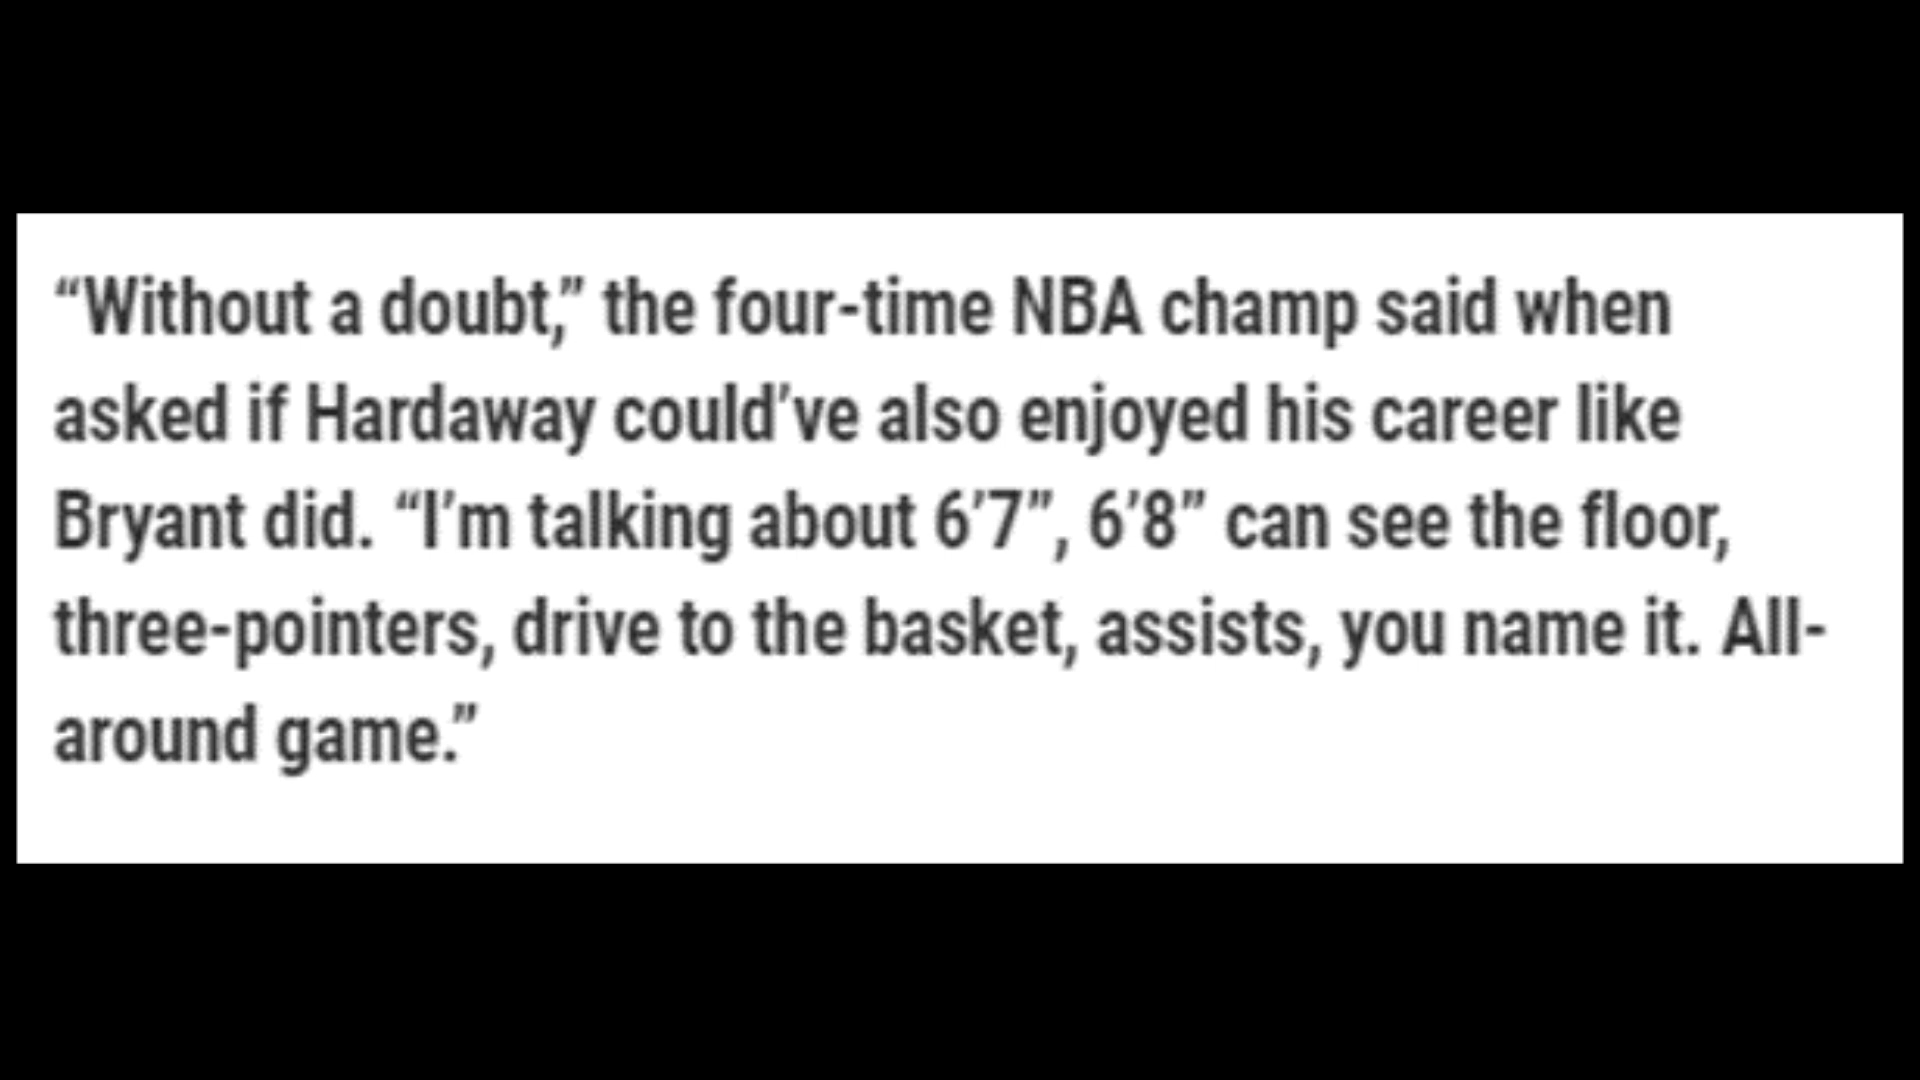 “Without a doubt,” the four-time NBA champ said when
asked if Hardaway could’ve also enjoyed his career like
Bryant did. “I’m talking about 6’7”, 6’8” can see the floor,
three-pointers, drive to the basket, assists, you name it. All-
around game.”